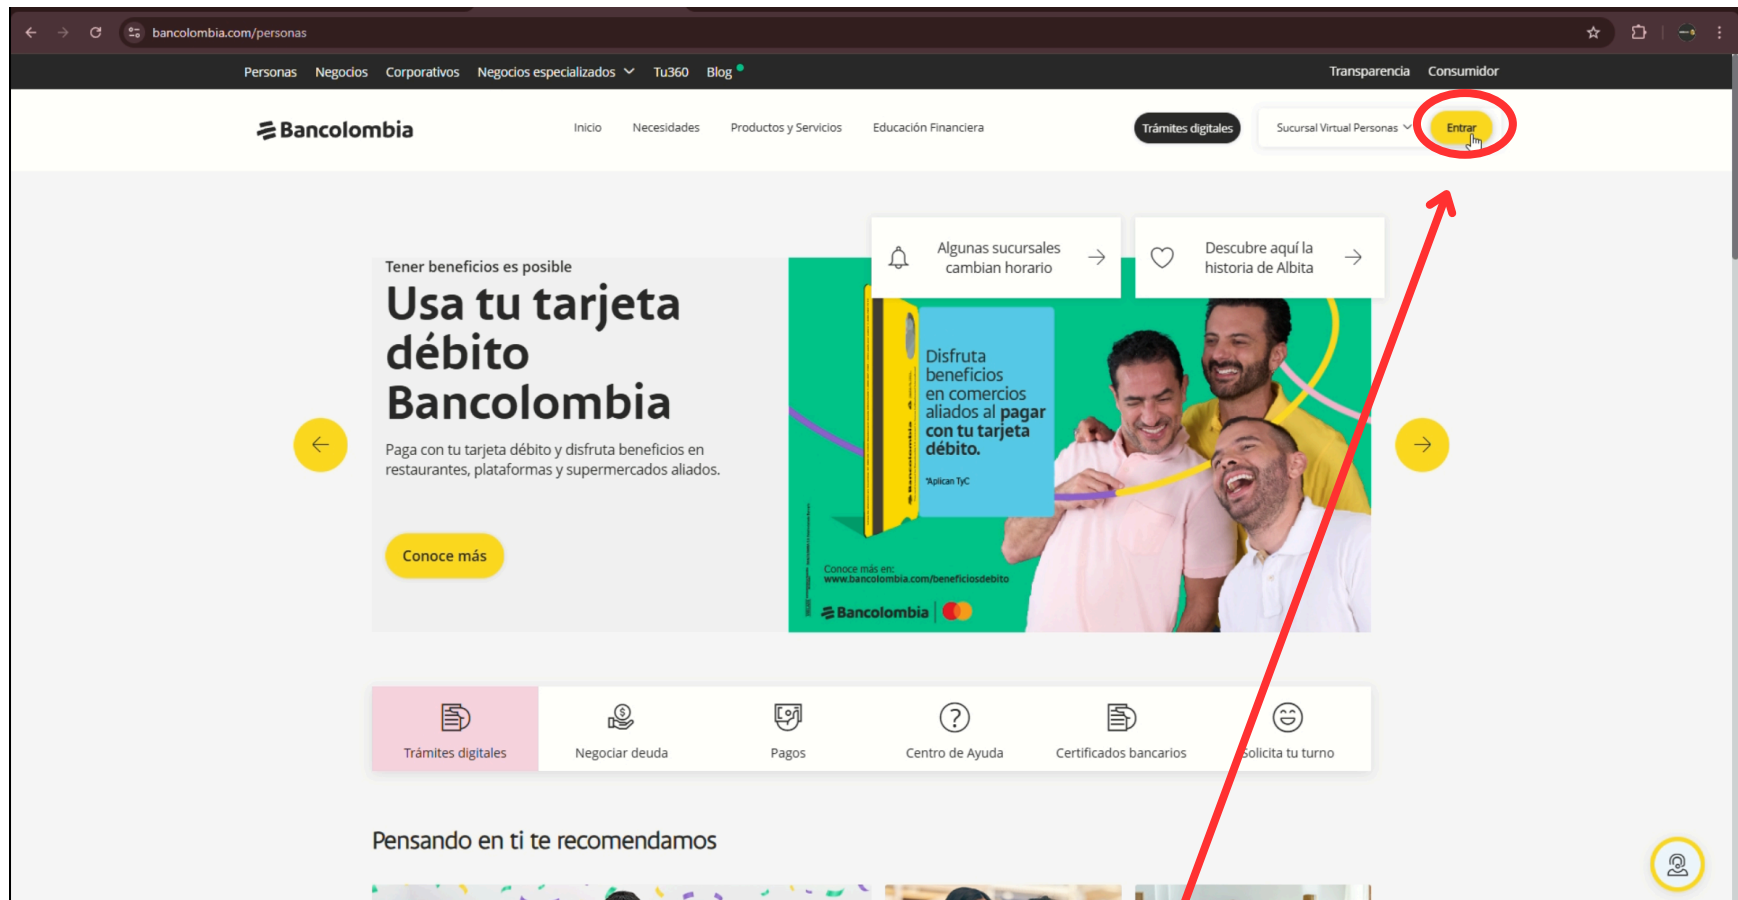 bancolombia.com/personas
Personas Negocios Corporativos Negocios especializados Tu360 Blog Transparencia Consumidor
Bancolombia Inicio Necesidades Productos y Servicios Educación Financiera Trámites digitales Sucursal Virtual Personas Entrar
Algunas sucursales
cambian horario
Descubre aquí la
historia de Albita
Tener beneficios es posible
Usa tu tarjeta
débito
Bancolombia
Paga con tu tarjeta débito y disfruta beneficios en
restaurantes, plataformas y supermercados aliados.
Conoce más
Disfruta
beneficios
en comercios
aliados al pagar
con tu tarjeta
débito.
*Aplican TyC
Bancolombia
Conoce más en:
www.bancolombia.com/beneficiosdebito
Bancolombia
Trámites digitales
Negociar deuda
Pagos
Centro de Ayuda
Certificados bancarios
Solicita tu turno
Pensando en ti te recomendamos